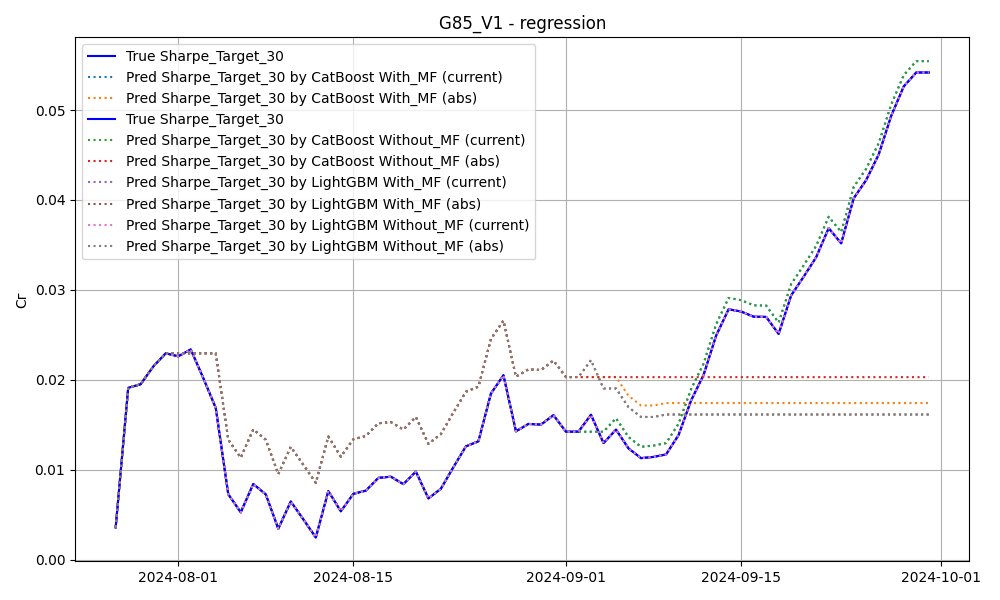 G85_V1 - regression
True Sharpe_Target_30
Pred Sharpe_Target_30 by CatBoost With_MF (current)
Pred Sharpe_Target_30 by CatBoost With_MF (abs)
True Sharpe_Target_30
Pred Sharpe_Target_30 by CatBoost Without_MF (current)
Pred Sharpe_Target_30 by CatBoost Without_MF (abs)
Pred Sharpe_Target_30 by LightGBM With_MF (current)
Pred Sharpe_Target_30 by LightGBM With_MF (abs)
Pred Sharpe_Target_30 by LightGBM Without_MF (current)
Pred Sharpe_Target_30 by LightGBM Without_MF (abs)
Cr
0.05
0.04
0.03
0.02
0.01
0.00
2024-08-01 2024-08-15 2024-09-01 2024-09-15 2024-10-01